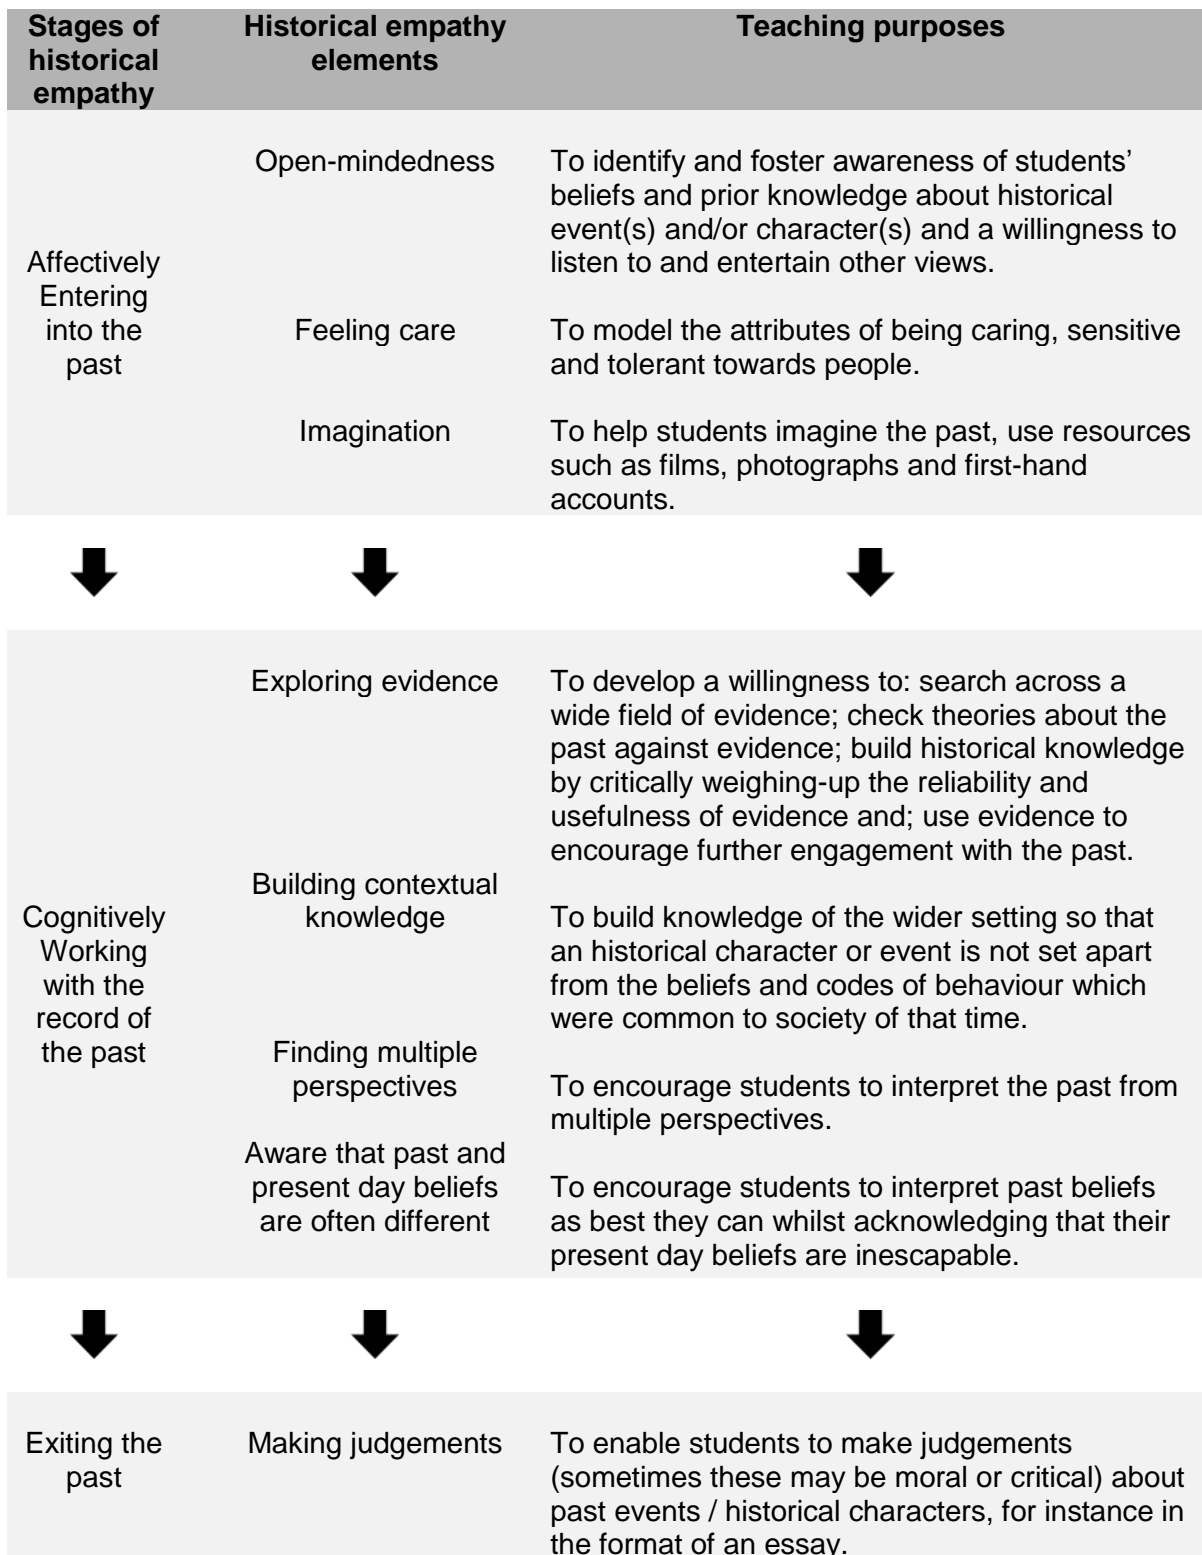 Stages of historical empathy
Historical empathy elements
Teaching purposes
Affectively
Entering
into the
past
Open-mindedness
To identify and foster awareness of students’
beliefs and prior knowledge about historical
event(s) and/or character(s) and a willingness to
listen to and entertain other views.
Feeling care
To model the attributes of being caring, sensitive
and tolerant towards people.
Imagination
To help students imagine the past, use resources
such as films, photographs and first-hand
accounts.
Cognitively
Working
with the
record of
the past
Exploring evidence
To develop a willingness to: search across a
wide field of evidence; check theories about the
past against evidence; build historical knowledge
by critically weighing-up the reliability and
usefulness of evidence and; use evidence to
encourage further engagement with the past.
Building contextual
knowledge
To build knowledge of the wider setting so that
an historical character or event is not set apart
from the beliefs and codes of behaviour which
were common to society of that time.
Finding multiple
perspectives
To encourage students to interpret the past from
multiple perspectives.
Aware that past and
present day beliefs
are often different
To encourage students to interpret past beliefs
as best they can whilst acknowledging that their
present day beliefs are inescapable.
Exiting the
past
Making judgements
To enable students to make judgements
(sometimes these may be moral or critical) about
past events / historical characters, for instance in
the format of an essay.